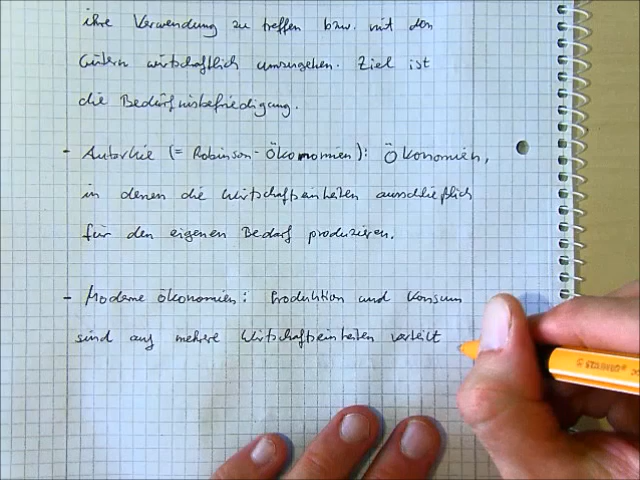 ihre Verwendung zu treffen bzw. mit den
Gütern wirtschaftlich umzugehen. Ziel ist
die Bedürfnisbefriedigung.
- Autarkie (= Robinson-Ökonomien): Ökonomien,
in denen die Wirtschaftseinheiten ausschließlich
für den eigenen Bedarf produzieren.
- Moderne Ökonomien: Produktion und Konsum
sind auf mehrere Wirtschaftseinheiten verteilt